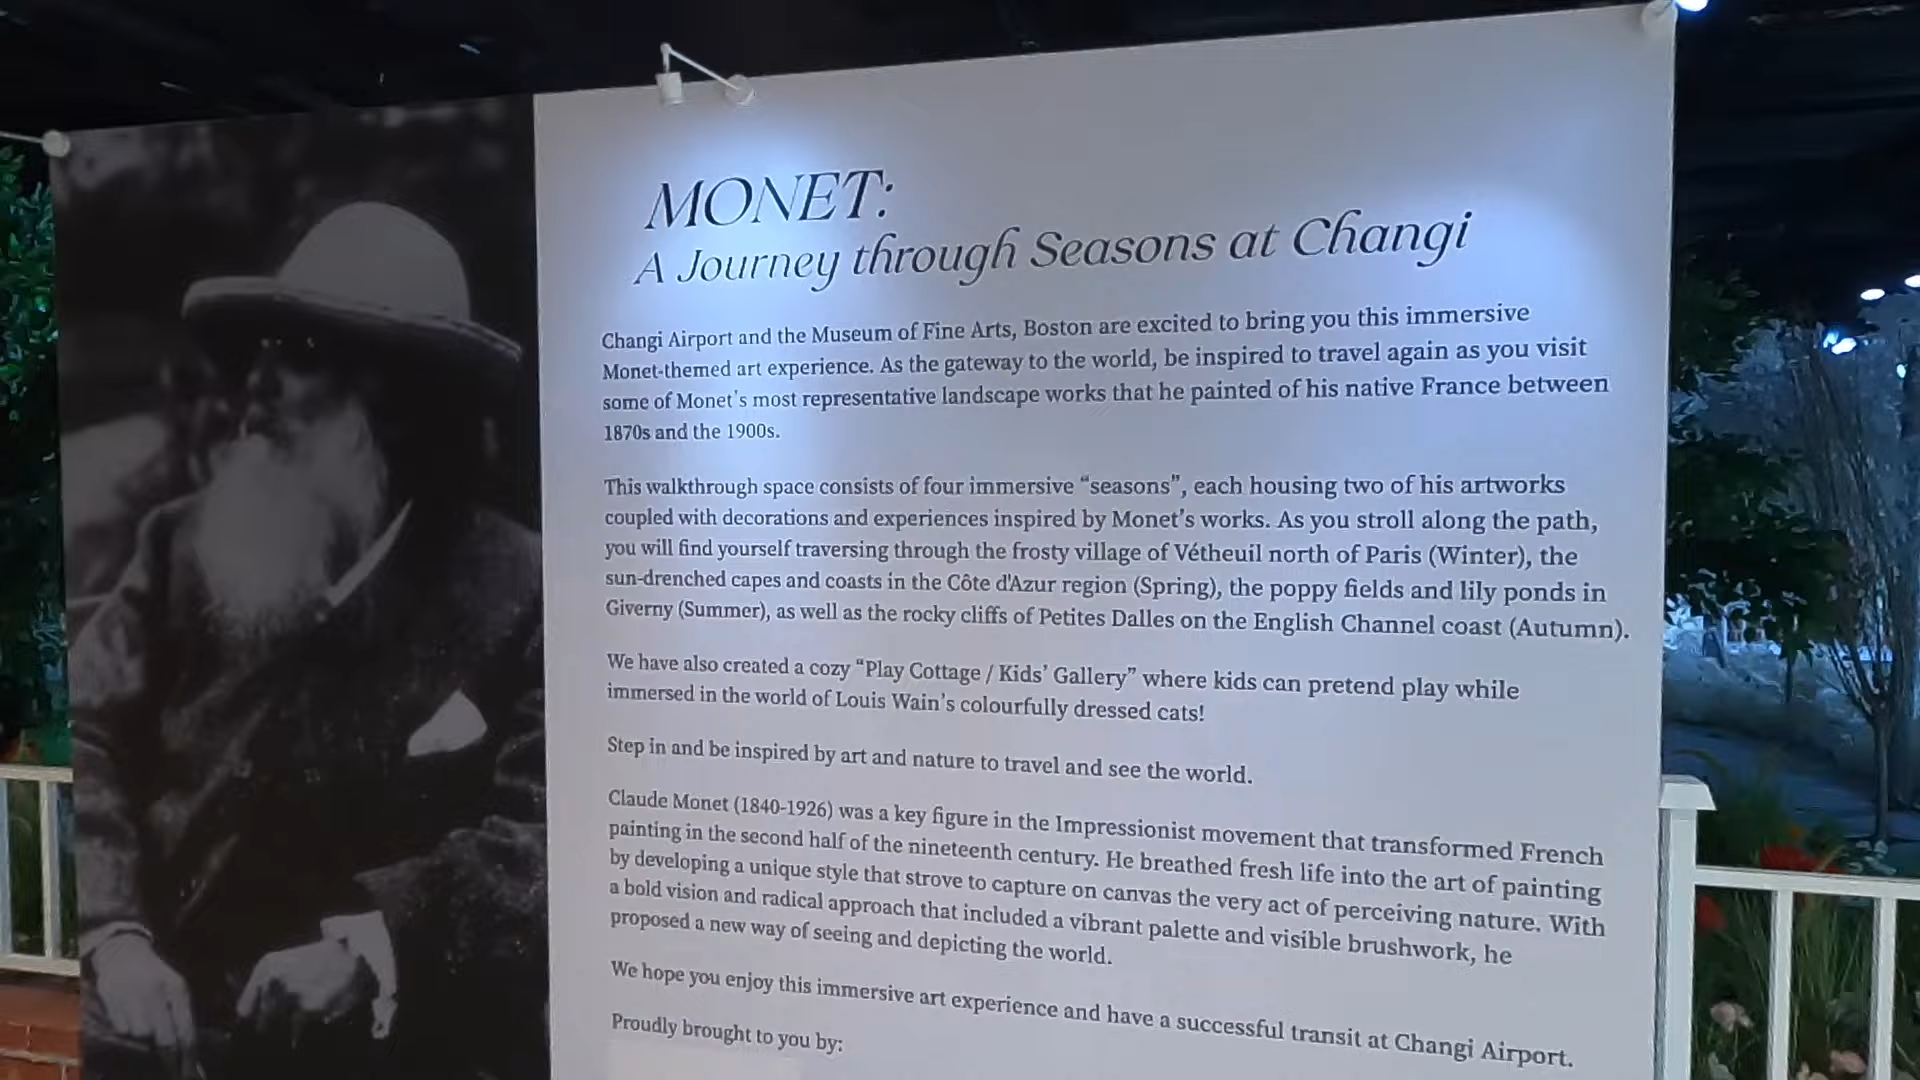 MONET:
A Journey through Seasons at Changi
Changi Airport and the Museum of Fine Arts, Boston are excited to bring you this immersive
Monet-themed art experience. As the gateway to the world, be inspired to travel again as you visit
some of Monet's most representative landscape works that he painted of his native France between
1870s and the 1900s.
This walkthrough space consists of four immersive “seasons”, each housing two of his artworks
coupled with decorations and experiences inspired by Monet's works. As you stroll along the path,
you will find yourself traversing through the frosty village of Vétheuil north of Paris (Winter), the
sun-drenched capes and coasts in the Côte d'Azur region (Spring), the poppy fields and lily ponds in
Giverny (Summer), as well as the rocky cliffs of Petites Dalles on the English Channel coast (Autumn).
We have also created a cozy “Play Cottage / Kids’ Gallery” where kids can pretend play while
immersed in the world of Louis Wain’s colourfully dressed cats!
Step in and be inspired by art and nature to travel and see the world.
Claude Monet (1840-1926) was a key figure in the Impressionist movement that transformed French
painting in the second half of the nineteenth century. He breathed fresh life into the art of painting
by developing a unique style that strove to capture on canvas the very act of perceiving nature. With
a bold vision and radical approach that included a vibrant palette and visible brushwork, he
proposed a new way of seeing and depicting the world.
We hope you enjoy this immersive art experience and have a successful transit at Changi Airport.
Proudly brought to you by: